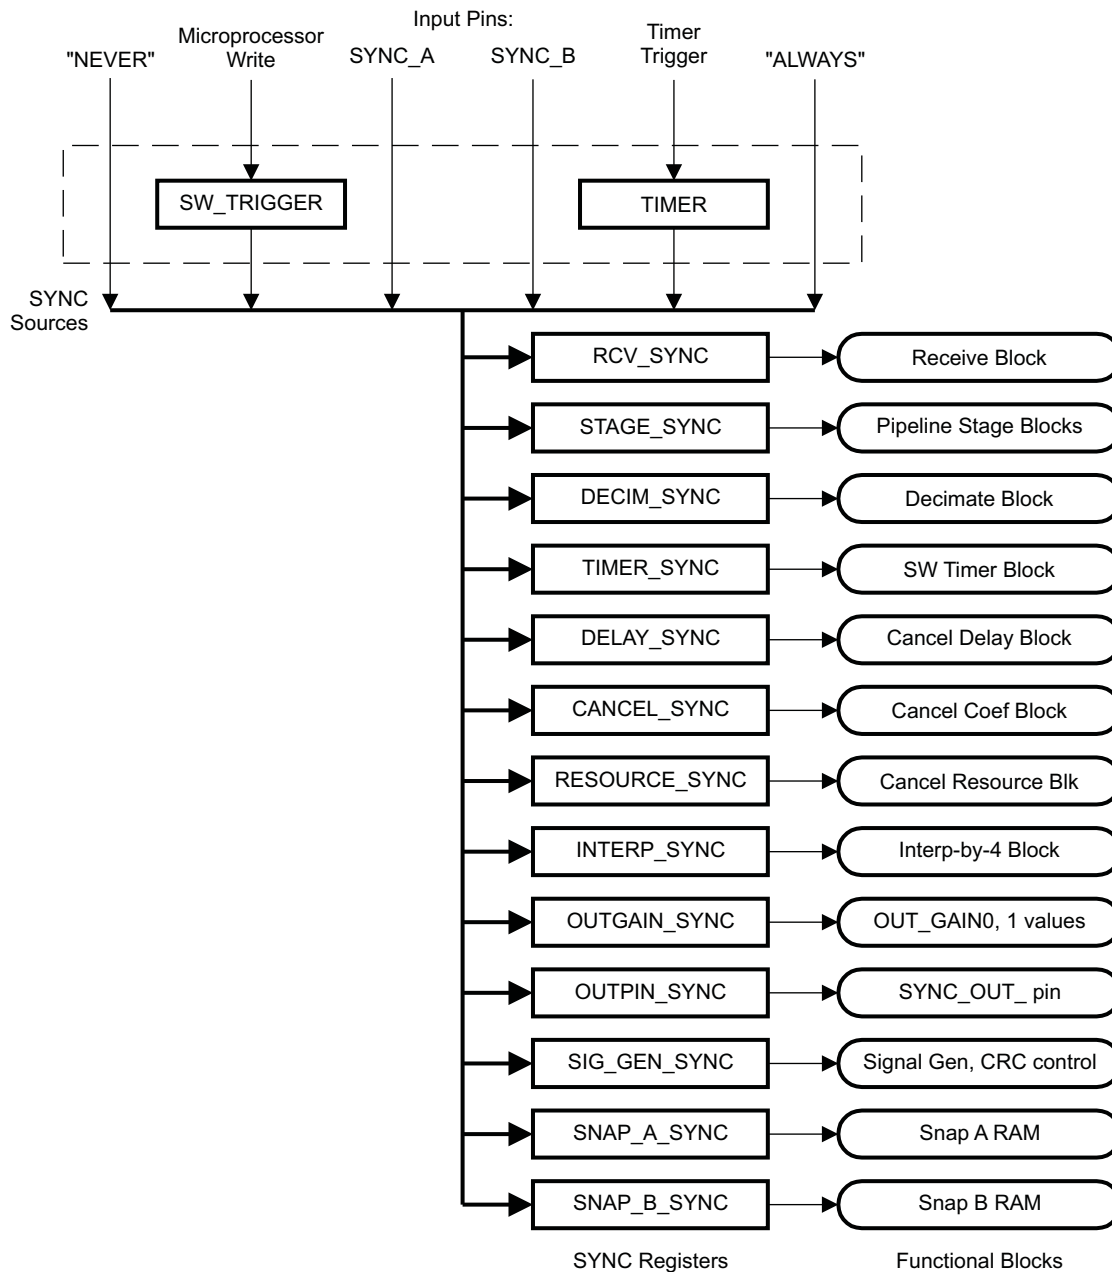 Input Pins:
"NEVER"
Microprocessor
Write
SYNC_A
SYNC_B
Timer
Trigger
"ALWAYS"
SW_TRIGGER
TIMER
SYNC
Sources
RCV_SYNC
Receive Block
STAGE_SYNC
Pipeline Stage Blocks
DECIM_SYNC
Decimate Block
TIMER_SYNC
SW Timer Block
DELAY_SYNC
Cancel Delay Block
CANCEL_SYNC
Cancel Coef Block
RESOURCE_SYNC
Cancel Resource Blk
INTERP_SYNC
Interp-by-4 Block
OUTGAIN_SYNC
OUT_GAIN0, 1 values
OUTPIN_SYNC
SYNC_OUT_ pin
SIG_GEN_SYNC
Signal Gen, CRC control
SNAP_A_SYNC
Snap A RAM
SNAP_B_SYNC
Snap B RAM
SYNC Registers
Functional Blocks